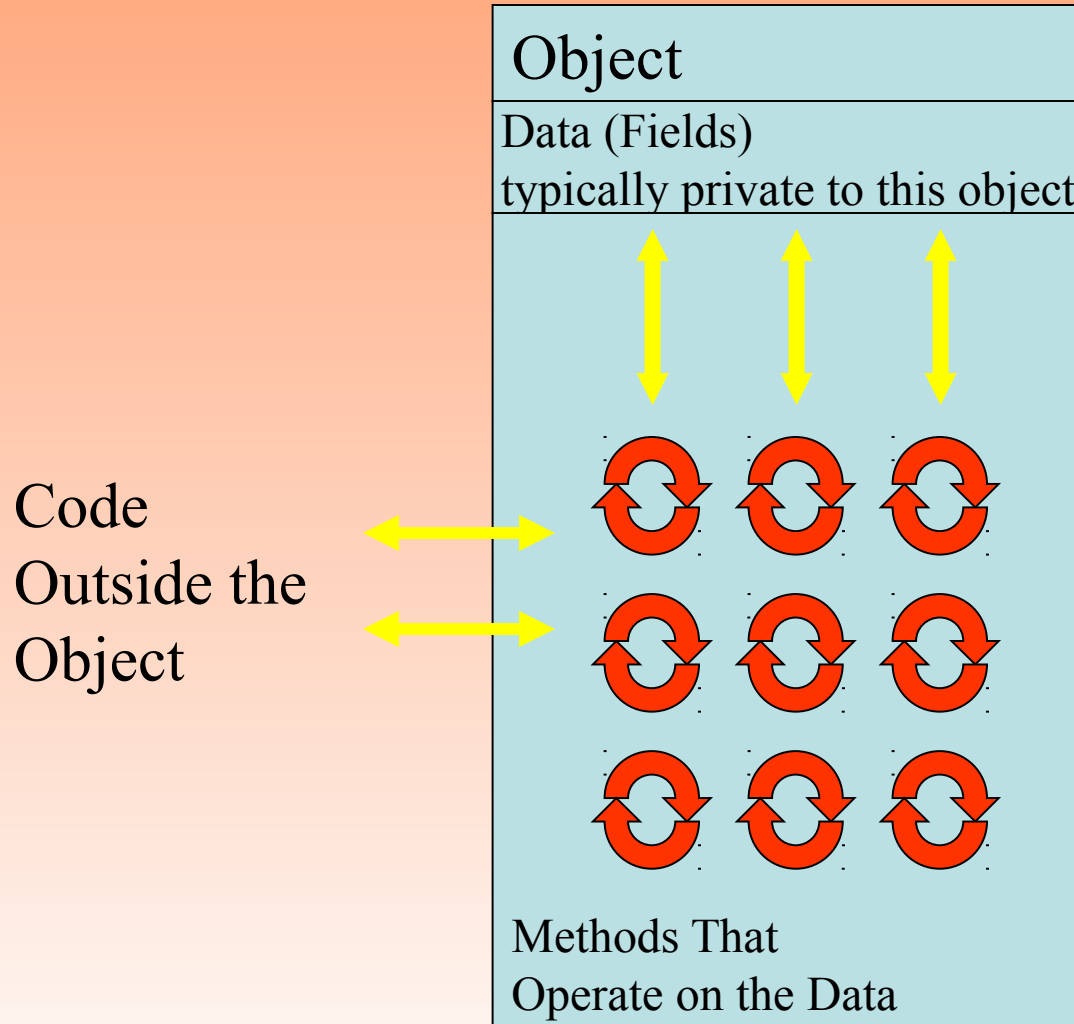 Object
Data (Fields)
typically private to this object
Code
Outside the
Object
Methods That
Operate on the Data